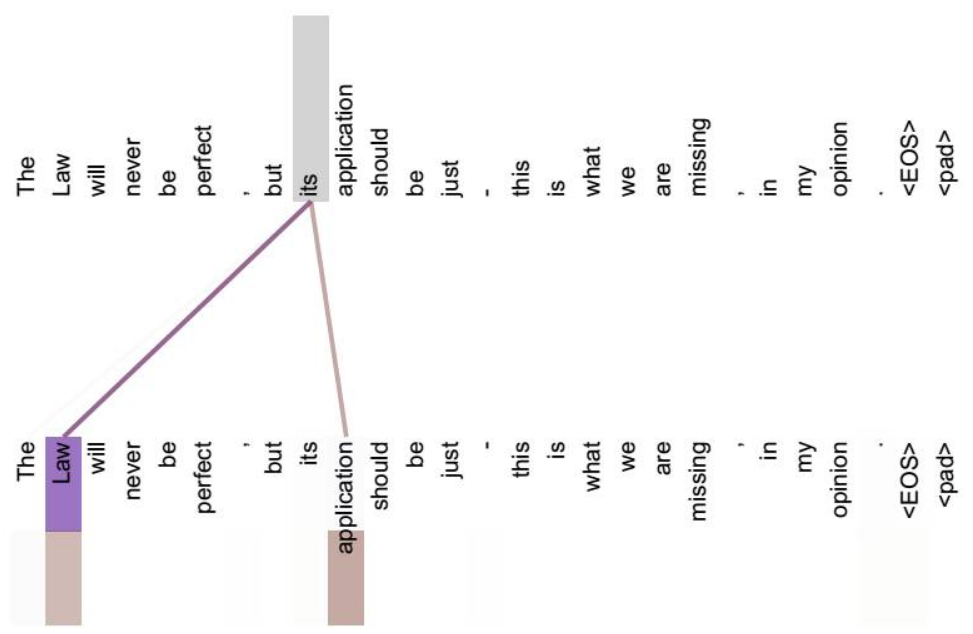 The Law will never be perfect , but its application should be just - this is what we are missing , in my opinion . <EOS> <pad>
The Law will never be perfect , but its application should be just - this is what we are missing , in my opinion . <EOS> <pad>